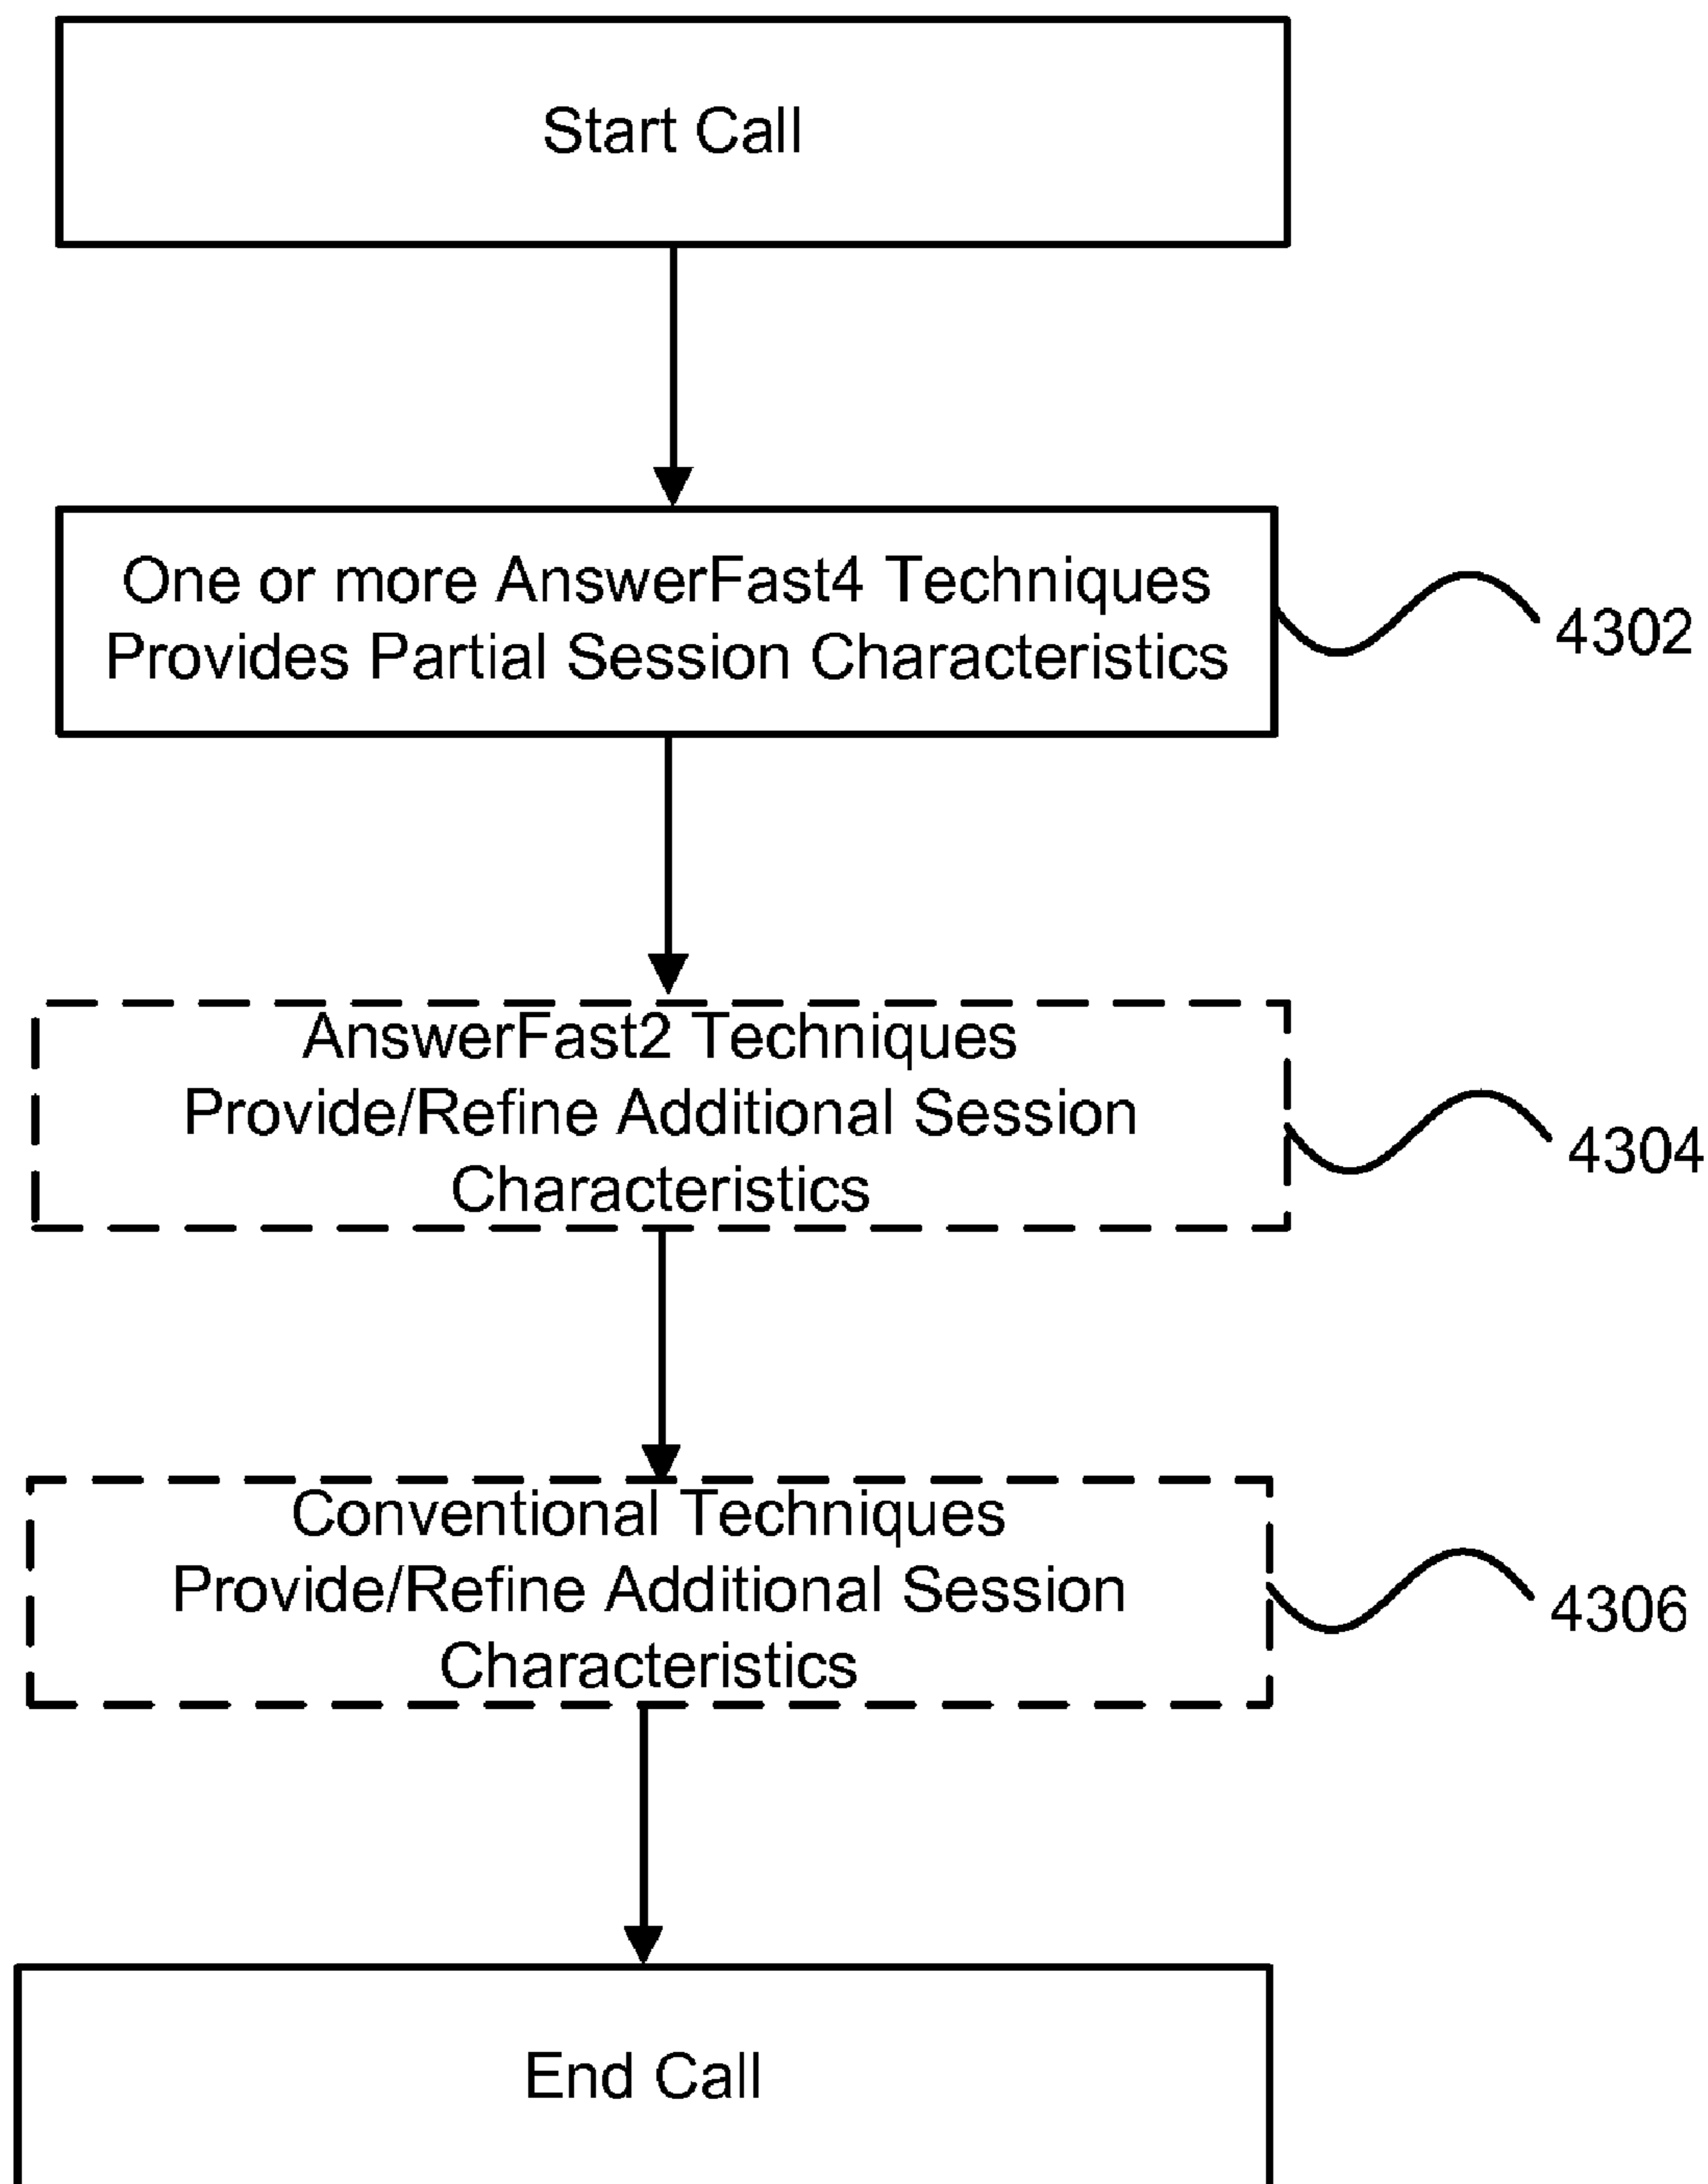 Start Call
One or more AnswerFast4 Techniques
Provides Partial Session Characteristics
4302
AnswerFast2 Techniques
Provide/Refine Additional Session
Characteristics
4304
Conventional Techniques
Provide/Refine Additional Session
Characteristics
4306
End Call